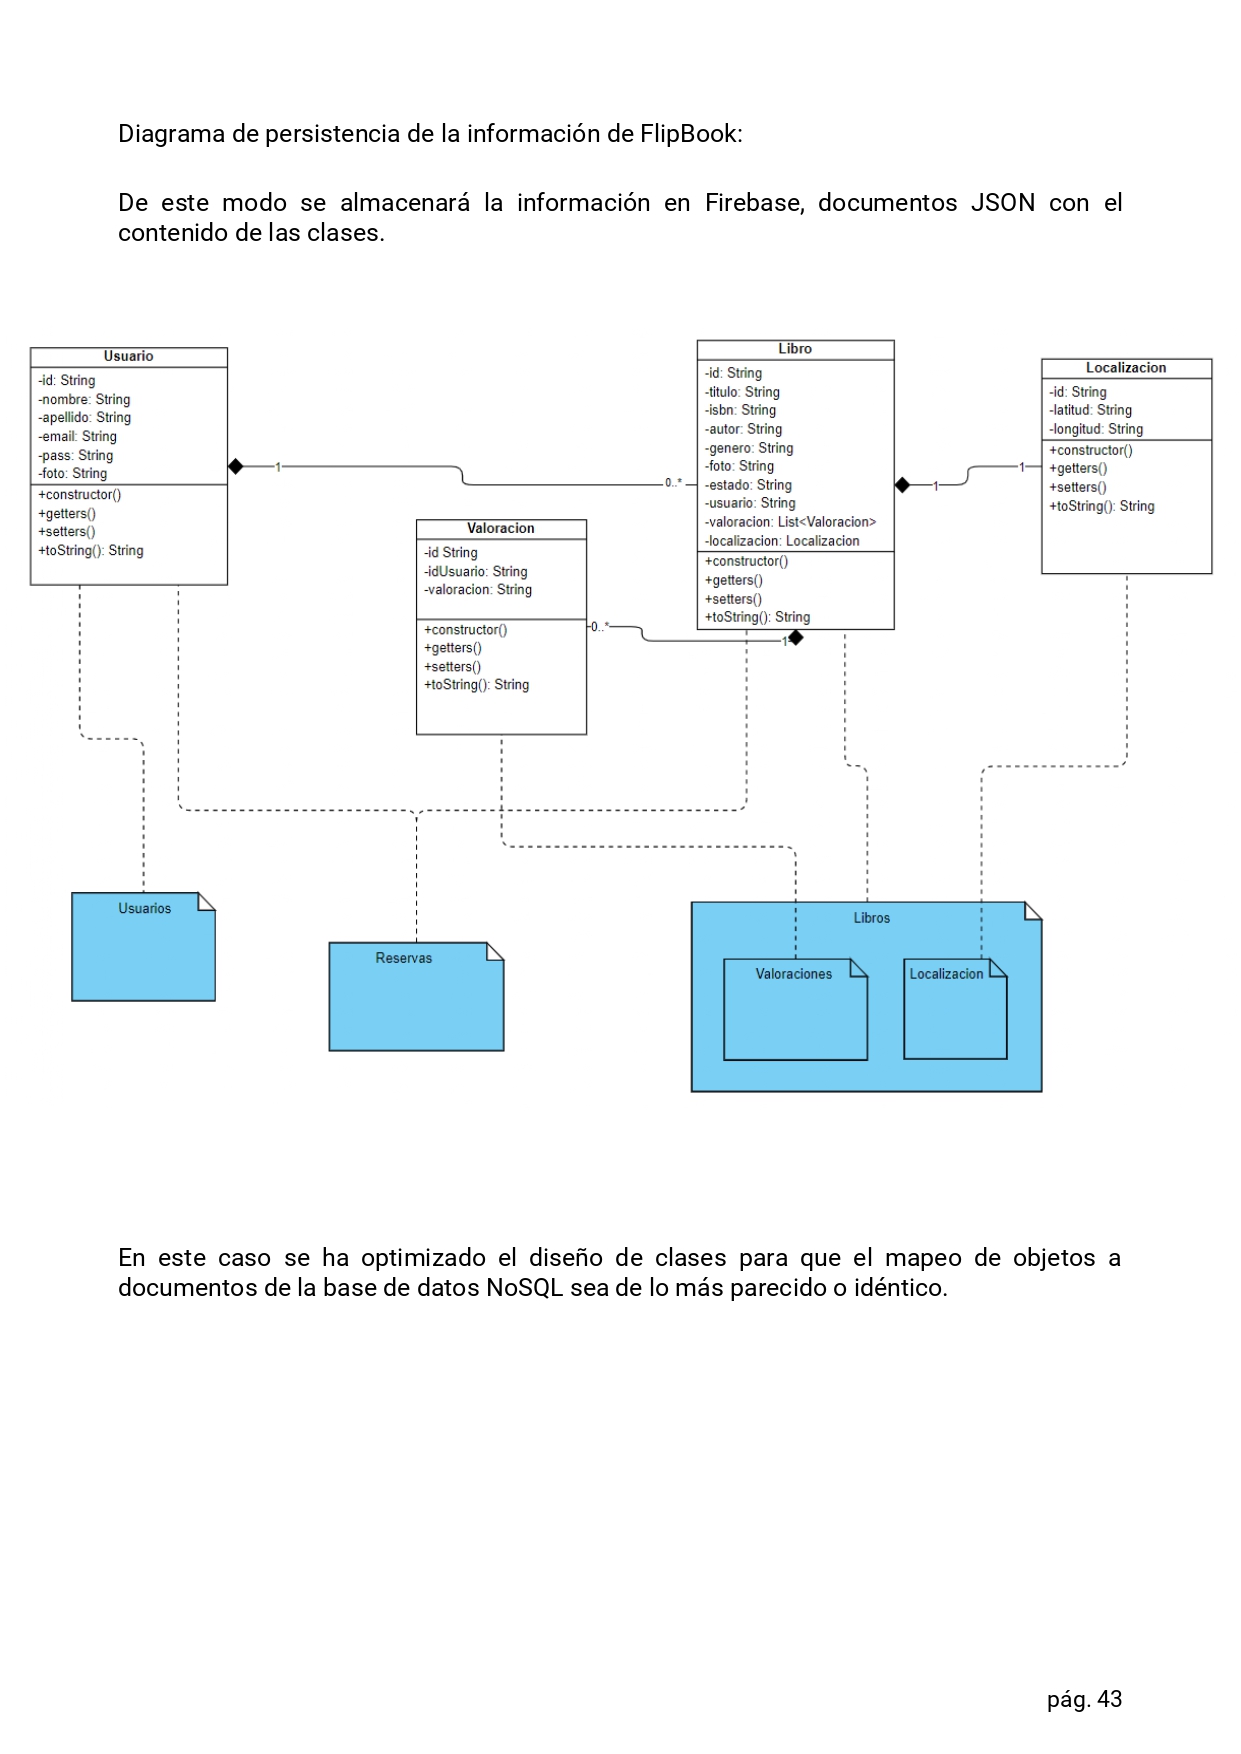 Diagrama de persistencia de la información de FlipBook:
De este modo se almacenará la información en Firebase, documentos JSON con el
contenido de las clases.
Usuario
-id: String
-nombre: String
-apellido: String
-email: String
-pass: String
-foto: String
+constructor()
+getters()
+setters()
+toString(): String
1
0..*
Valoracion
-id String
-idUsuario: String
-valoracion: String
+constructor()
+getters()
+setters()
+toString(): String
0..*
1
Libro
-id: String
-titulo: String
-isbn: String
-autor: String
-genero: String
-foto: String
-estado: String
-usuario: String
-valoracion: List<Valoracion>
-localizacion: Localizacion
+constructor()
+getters()
+setters()
+toString(): String
1
1
Localizacion
-id: String
-latitud: String
-longitud: String
+constructor()
+getters()
+setters()
+toString(): String
Usuarios
Reservas
Libros
Valoraciones
Localizacion
En este caso se ha optimizado el diseño de clases para que el mapeo de objetos a
documentos de la base de datos NoSQL sea de lo más parecido o idéntico.
pág. 43